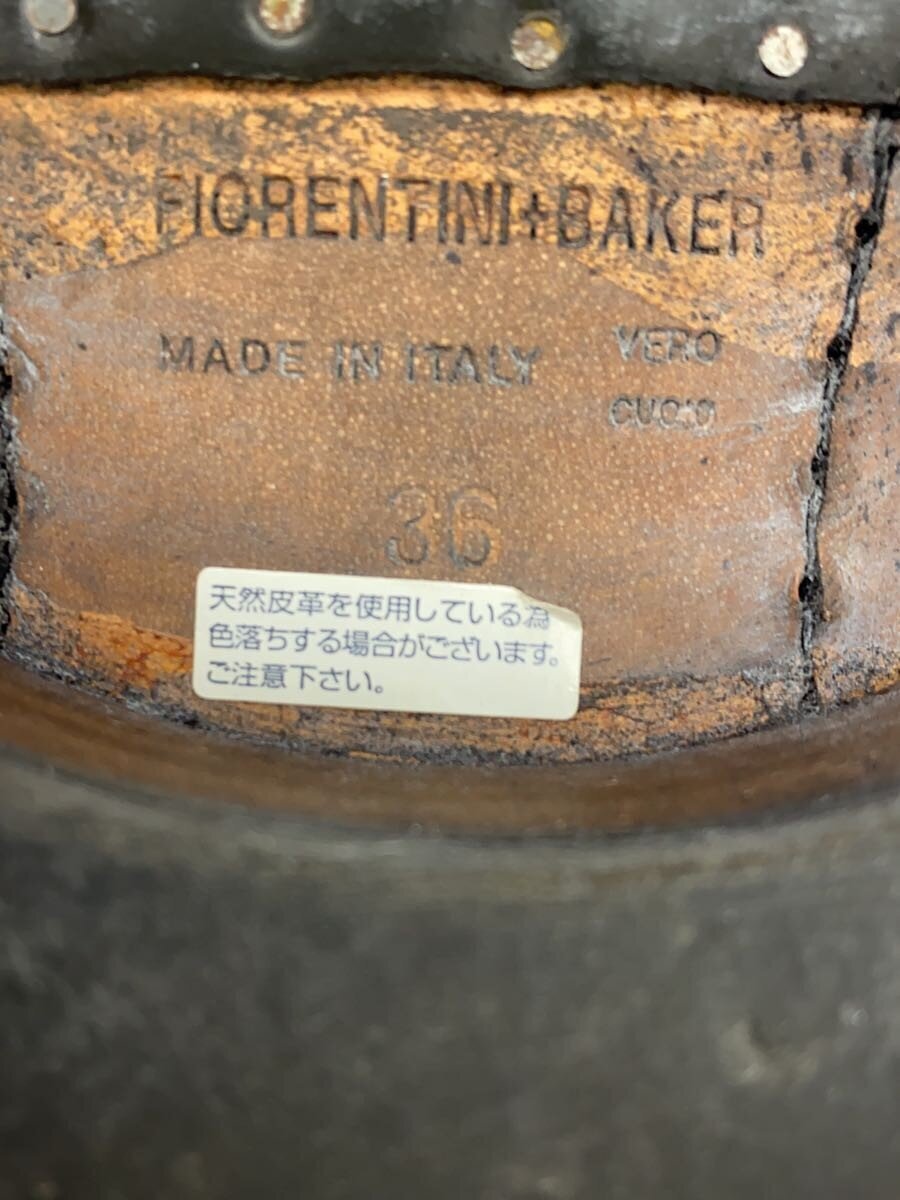 FIORENTINI+BAKER
MADE IN ITALY
VERO
CUOIO
36
天然皮革を使用している為
色落ちする場合がございます。
ご注意下さい。